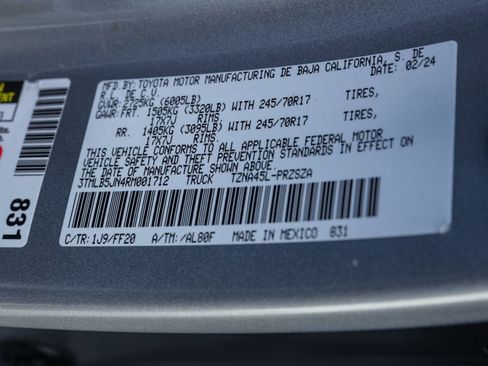 MFD.BY:TOYOTA MOTOR MANUFACTURING DE BAJA CALIFORNIA, S. DE
R.L. DE C.V. 02/24
GVWR: 2725KG (6005LB)
GAWR: FRT. 1505KG (3320LB) WITH 245/70R17 TIRES,
17X7J RIMS.
RR. 1405KG (3095LB) WITH 245/70R17 TIRES,
17X7J RIMS.
THIS VEHICLE CONFORMS TO ALL APPLICABLE FEDERAL MOTOR
VEHICLE SAFETY AND THEFT PREVENTION STANDARDS IN EFFECT ON
THE DATE OF MANUFACTURE SHOWN ABOVE.
3TMLB5JN4RM001712 TRUCK TZNA45L-PRZSZA
C/TR: 1J9/FF20 A/TM: /AL80F MADE IN MEXICO 831
831